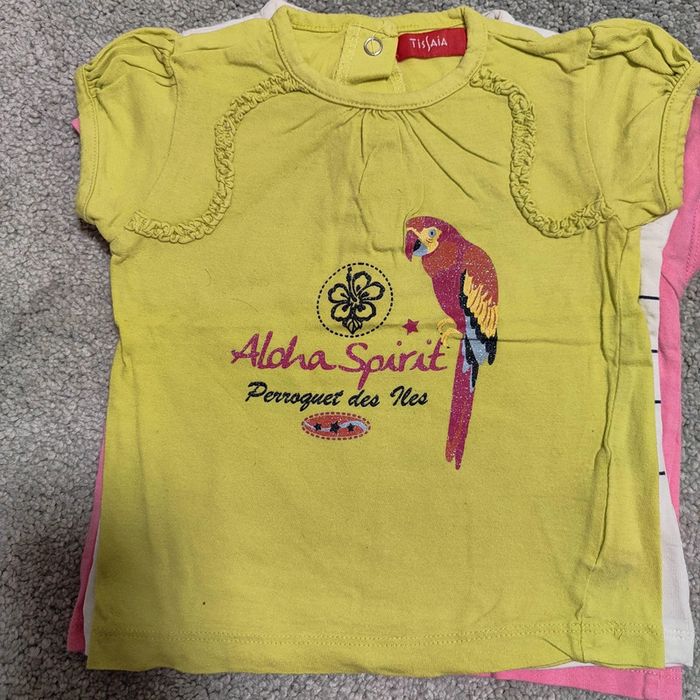 TISSAIA
Aloha Spirit
Perroquet des Iles